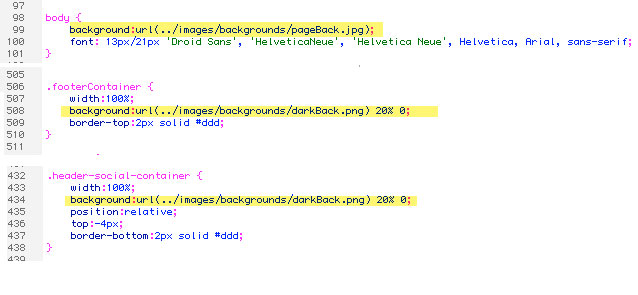 97
98 body {
99 background:url(../images/backgrounds/pageBack.jpg);
100 font: 13px/21px 'Droid Sans', 'HelveticaNeue', 'Helvetica Neue', Helvetica, Arial, sans-serif;
101 }
505
506 .footerContainer {
507 width:100%;
508 background:url(../images/backgrounds/darkBack.png) 20% 0;
509 border-top:2px solid #ddd;
510 }
511
432 .header-social-container {
433 width:100%;
434 background:url(../images/backgrounds/darkBack.png) 20% 0;
435 position:relative;
436 top:-4px;
437 border-bottom:2px solid #ddd;
438 }
439